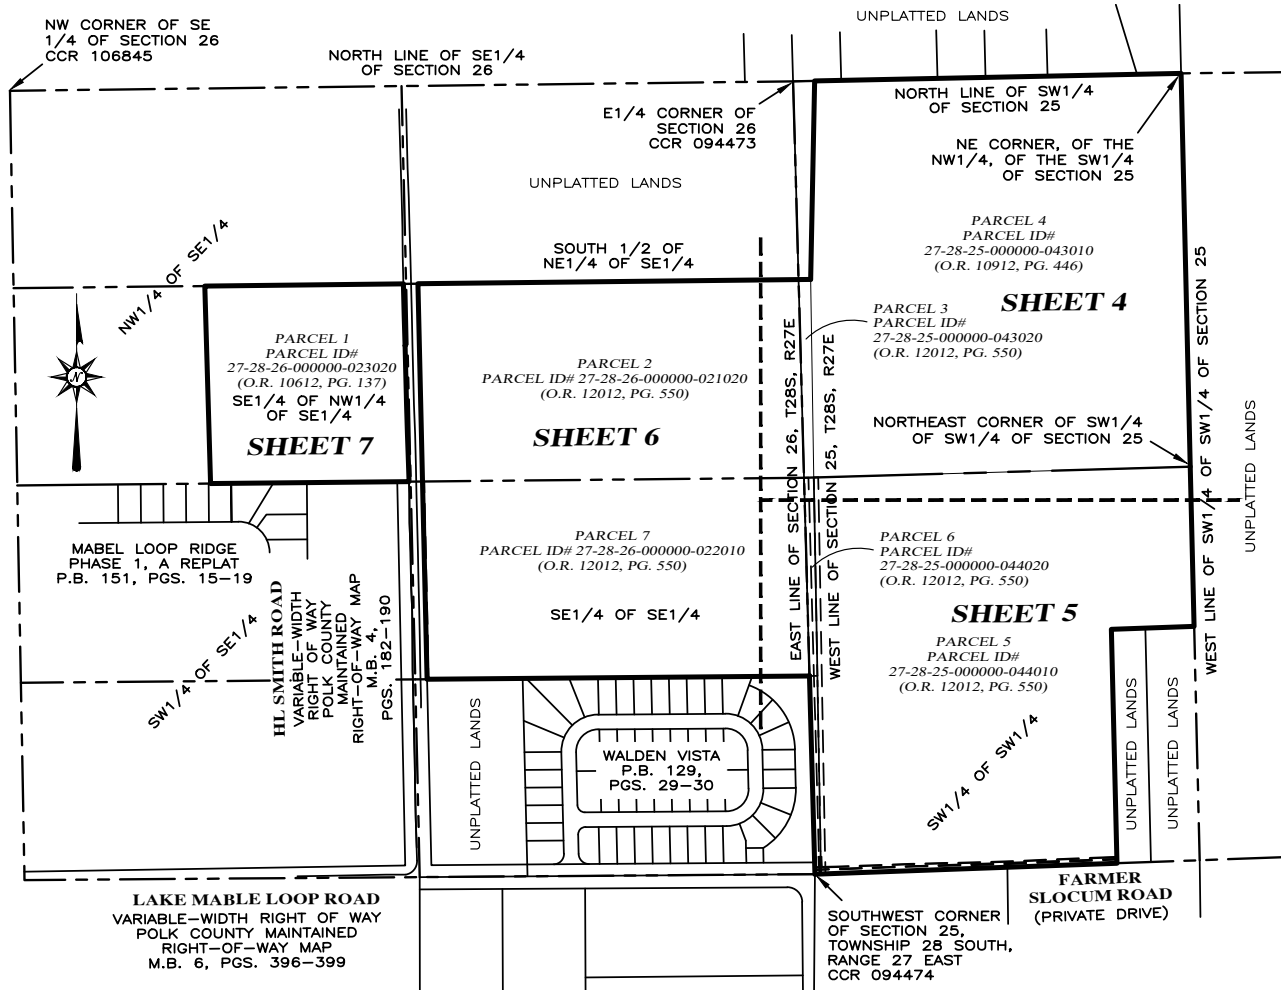 UNPLATTED LANDS
NW CORNER OF SE
1/4 OF SECTION 26
CCR 106845
NORTH LINE OF SE1/4
OF SECTION 26
NORTH LINE OF SW1/4
OF SECTION 25
E1/4 CORNER OF
SECTION 26
CCR 094473
NE CORNER, OF THE
NW1/4, OF THE SW1/4
OF SECTION 25
UNPLATTED LANDS
NW1/4 OF SE1/4
SOUTH 1/2 OF
NE1/4 OF SE1/4
PARCEL 4
PARCEL ID#
27-28-25-000000-043010
(O.R. 10912, PG. 446)
SHEET 4
PARCEL 3
PARCEL ID#
27-28-25-000000-043020
(O.R. 12012, PG. 550)
PARCEL 1
PARCEL ID#
27-28-26-000000-023020
(O.R. 10612, PG. 137)
SE1/4 OF NW1/4
OF SE1/4
SHEET 7
N
PARCEL 2
PARCEL ID# 27-28-26-000000-021020
(O.R. 12012, PG. 550)
SHEET 6
EAST LINE OF SECTION 26, T28S, R27E
WEST LINE OF SECTION 25, T28S, R27E
NORTHEAST CORNER OF SW1/4
OF SW1/4 OF SECTION 25
WEST LINE OF SW1/4 OF SW1/4 OF SECTION 25
UNPLATTED LANDS
MABEL LOOP RIDGE
PHASE 1, A REPLAT
P.B. 151, PGS. 15-19
PARCEL 7
PARCEL ID# 27-28-26-000000-022010
(O.R. 12012, PG. 550)
SE1/4 OF SE1/4
PARCEL 6
PARCEL ID#
27-28-25-000000-044020
(O.R. 12012, PG. 550)
SHEET 5
PARCEL 5
PARCEL ID#
27-28-25-000000-044010
(O.R. 12012, PG. 550)
SW1/4 OF SE1/4
HL SMITH ROAD
VARIABLE-WIDTH
RIGHT OF WAY
POLK COUNTY
MAINTAINED
RIGHT-OF-WAY MAP
M.B. 4,
PGS. 182-190
UNPLATTED LANDS
WALDEN VISTA
P.B. 129,
PGS. 29-30
SW1/4 OF SW1/4
UNPLATTED LANDS
UNPLATTED LANDS
LAKE MABLE LOOP ROAD
VARIABLE-WIDTH RIGHT OF WAY
POLK COUNTY MAINTAINED
RIGHT-OF-WAY MAP
M.B. 6, PGS. 396-399
FARMER
SLOCUM ROAD
(PRIVATE DRIVE)
SOUTHWEST CORNER
OF SECTION 25,
TOWNSHIP 28 SOUTH,
RANGE 27 EAST
CCR 094474